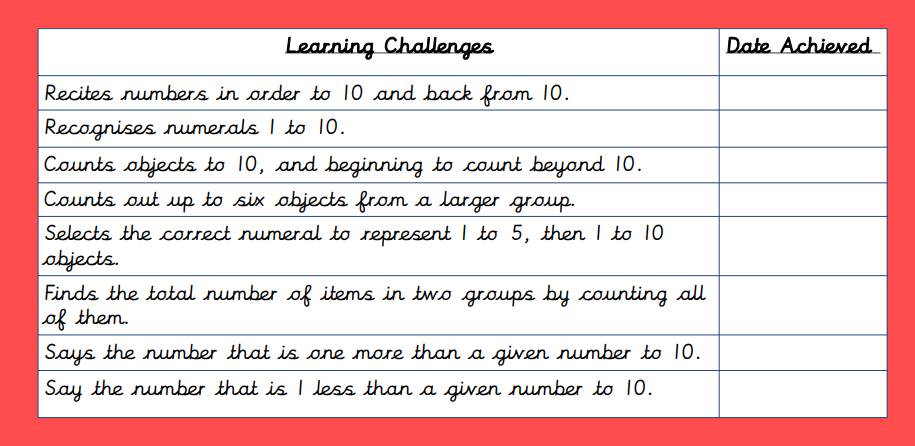 Learning Challenges Date Achieved
Recites numbers in order to 10 and back from 10.
Recognises numerals 1 to 10.
Counts objects to 10, and beginning to count beyond 10.
Counts out up to six objects from a larger group.
Selects the correct numeral to represent 1 to 5, then 1 to 10
objects.
Finds the total number of items in two groups by counting all
of them.
Says the number that is one more than a given number to 10.
Say the number that is 1 less than a given number to 10.